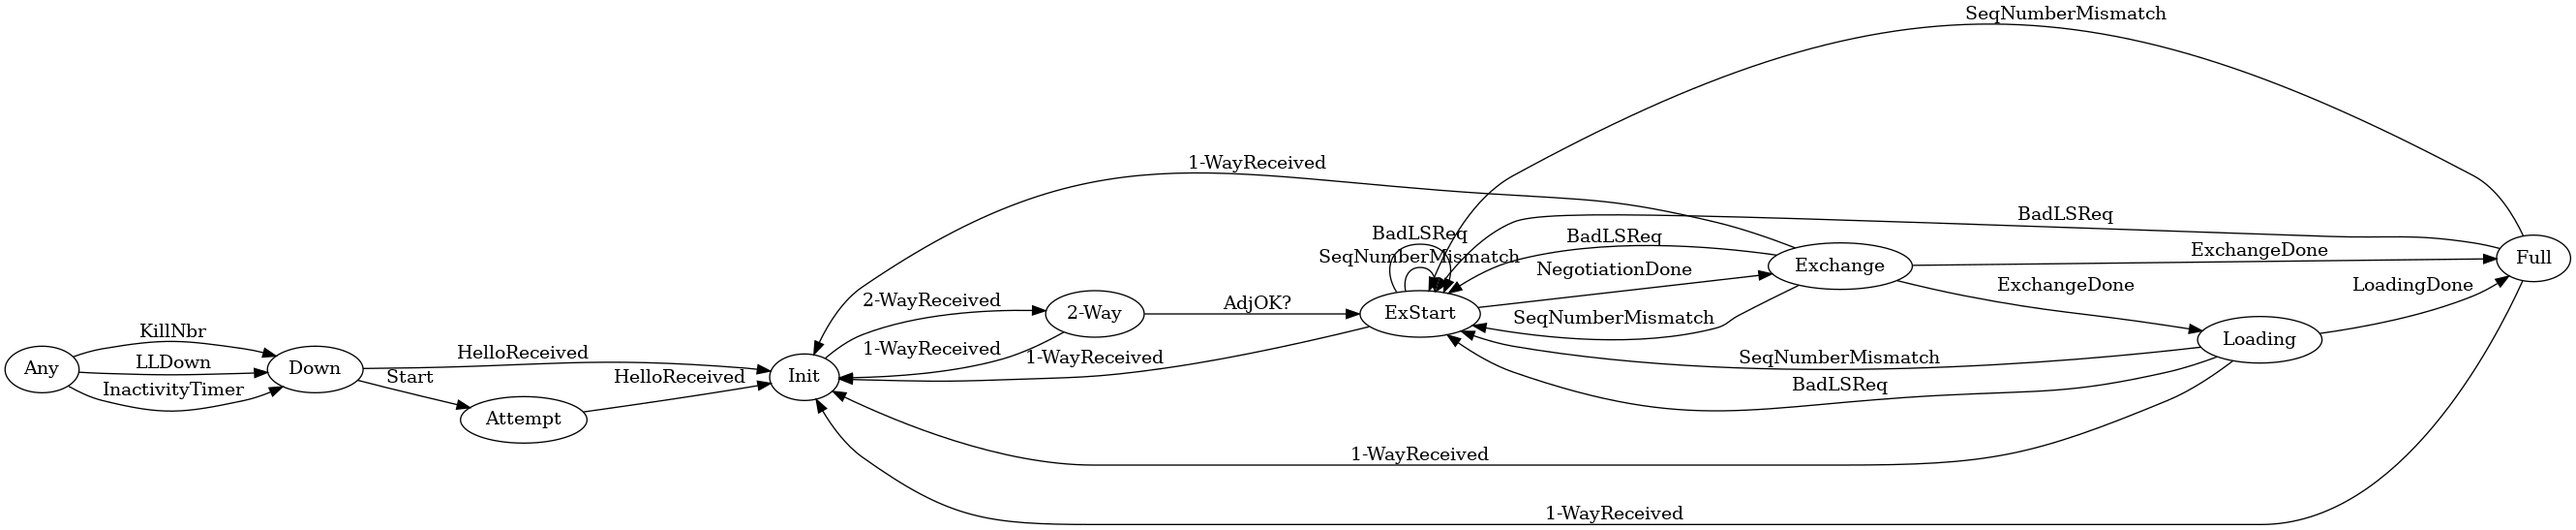 SeqNumberMismatch
1-WayReceived
BadLSReq
BadLSReq
BadLSReq
ExchangeDone
SeqNumberMismatch
Exchange
Full
NegotiationDone
ExchangeDone
LoadingDone
2-WayReceived
2-Way
AdjOK?
ExStart
SeqNumberMismatch
KillNbr
Loading
1-WayReceived
1-WayReceived
SeqNumberMismatch
HelloReceived
LLDown
Any
Down
Start
HelloReceived
Init
BadLSReq
InactivityTimer
Attempt
1-WayReceived
1-WayReceived